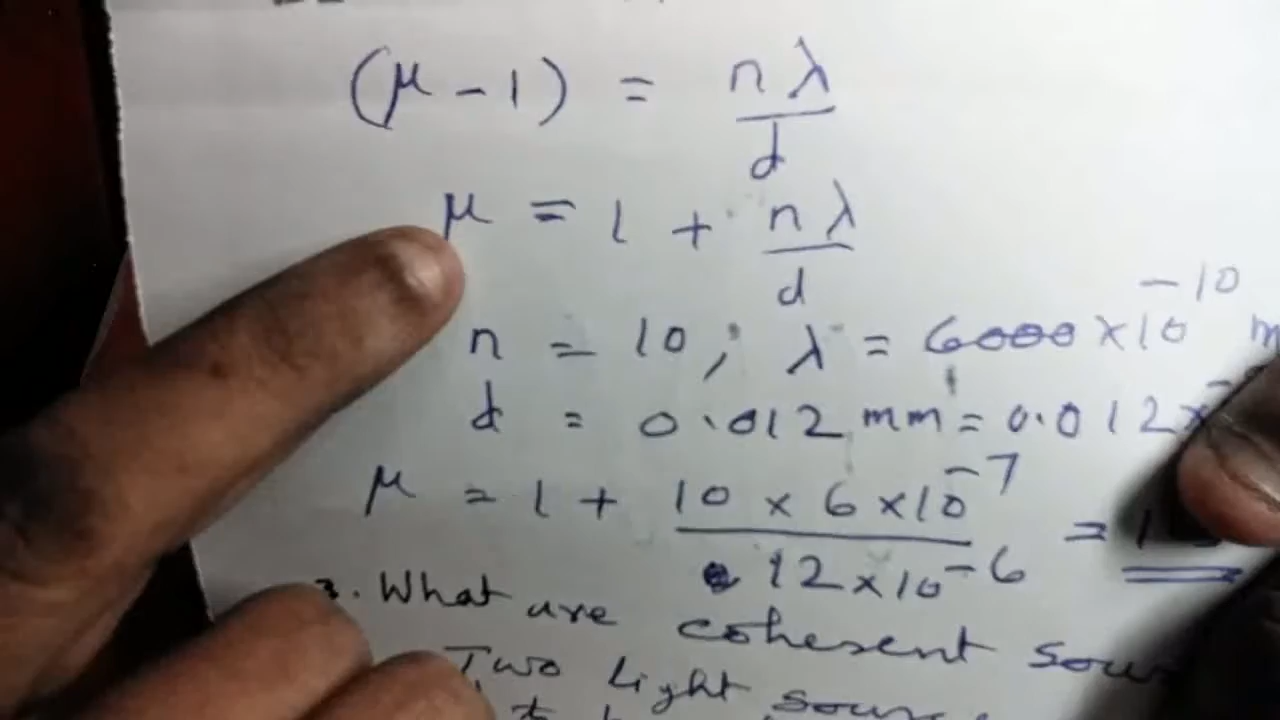 (μ - 1) = nλ/d
μ = 1 + nλ/d
n = 10; λ = 6000 × 10^-10 m
d = 0.012 mm = 0.012 ×
μ = 1 + 10 × 6 × 10^-7 / 12 × 10^-6 =
3. What are coherent
Two light